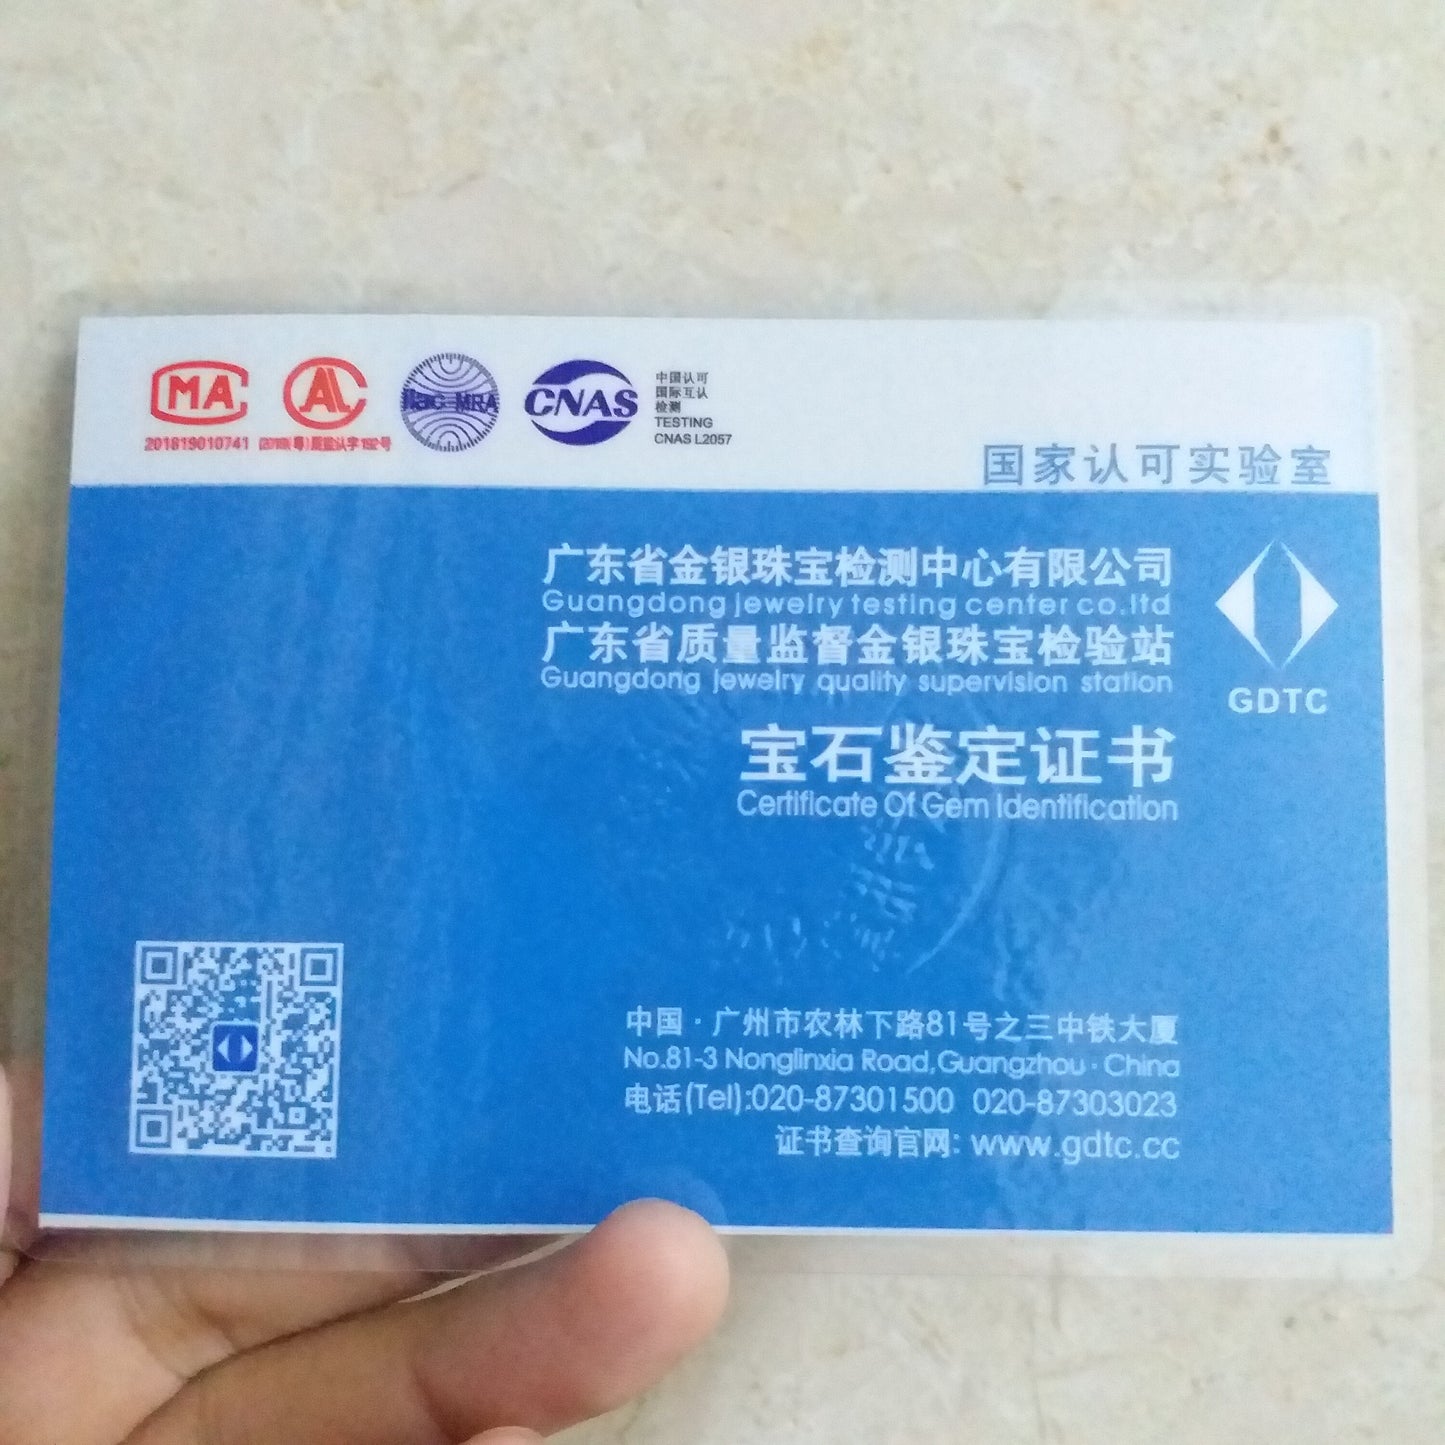 MA
AL
ilac-MRA
CNAS
中国认可
国际互认
检测
TESTING
CNAS L2057
201819010741
国家认可实验室
广东省金银珠宝检测中心有限公司
Guangdong jewelry testing center co.ltd
广东省质量监督金银珠宝检验站
Guangdong jewelry quality supervision station
GDTC
宝石鉴定证书
Certificate Of Gem Identification
中国·广州市农林下路81号之三中铁大厦
No.81-3 Nonglinxia Road,Guangzhou·China
电话(Tel):020-87301500 020-87303023
证书查询官网: www.gdtc.cc